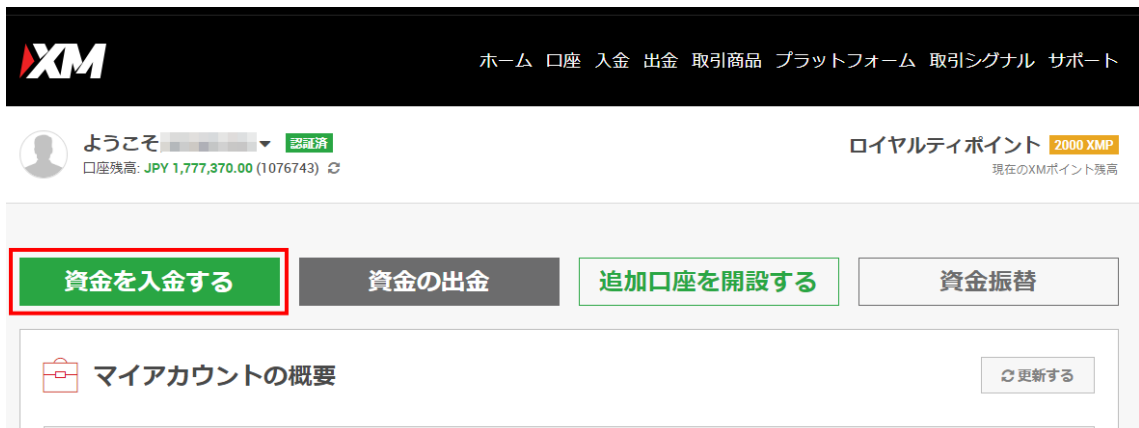 XM
ホーム 口座 入金 出金 取引商品 プラットフォーム 取引シグナル サポート
ようこそ 認証済
口座残高: JPY 1,777,370.00 (1076743)
ロイヤルティポイント 2000 XMP
現在のXMポイント残高
資金を入金する 資金の出金 追加口座を開設する 資金振替
マイアカウントの概要 更新する